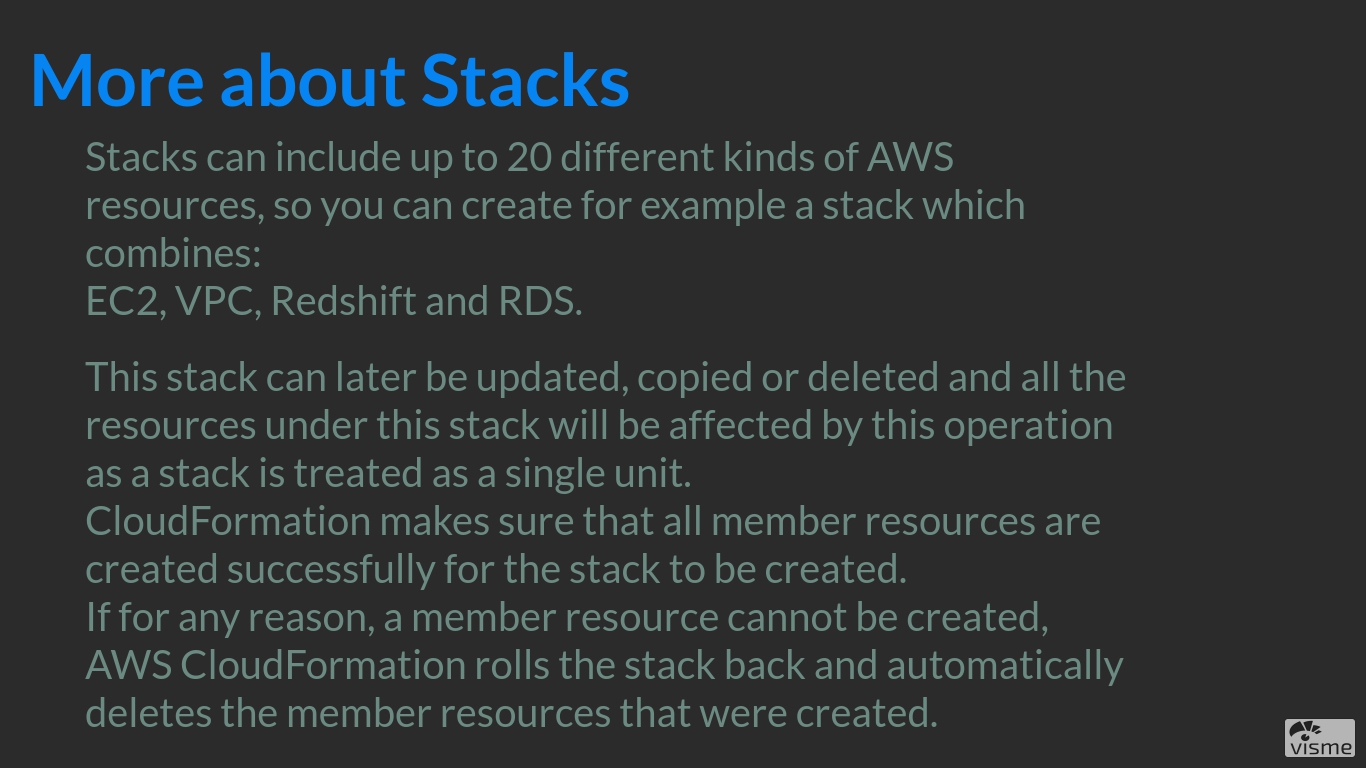 More about Stacks
Stacks can include up to 20 different kinds of AWS
resources, so you can create for example a stack which
combines:
EC2, VPC, Redshift and RDS.
This stack can later be updated, copied or deleted and all the
resources under this stack will be affected by this operation
as a stack is treated as a single unit.
CloudFormation makes sure that all member resources are
created successfully for the stack to be created.
If for any reason, a member resource cannot be created,
AWS CloudFormation rolls the stack back and automatically
deletes the member resources that were created.
visme